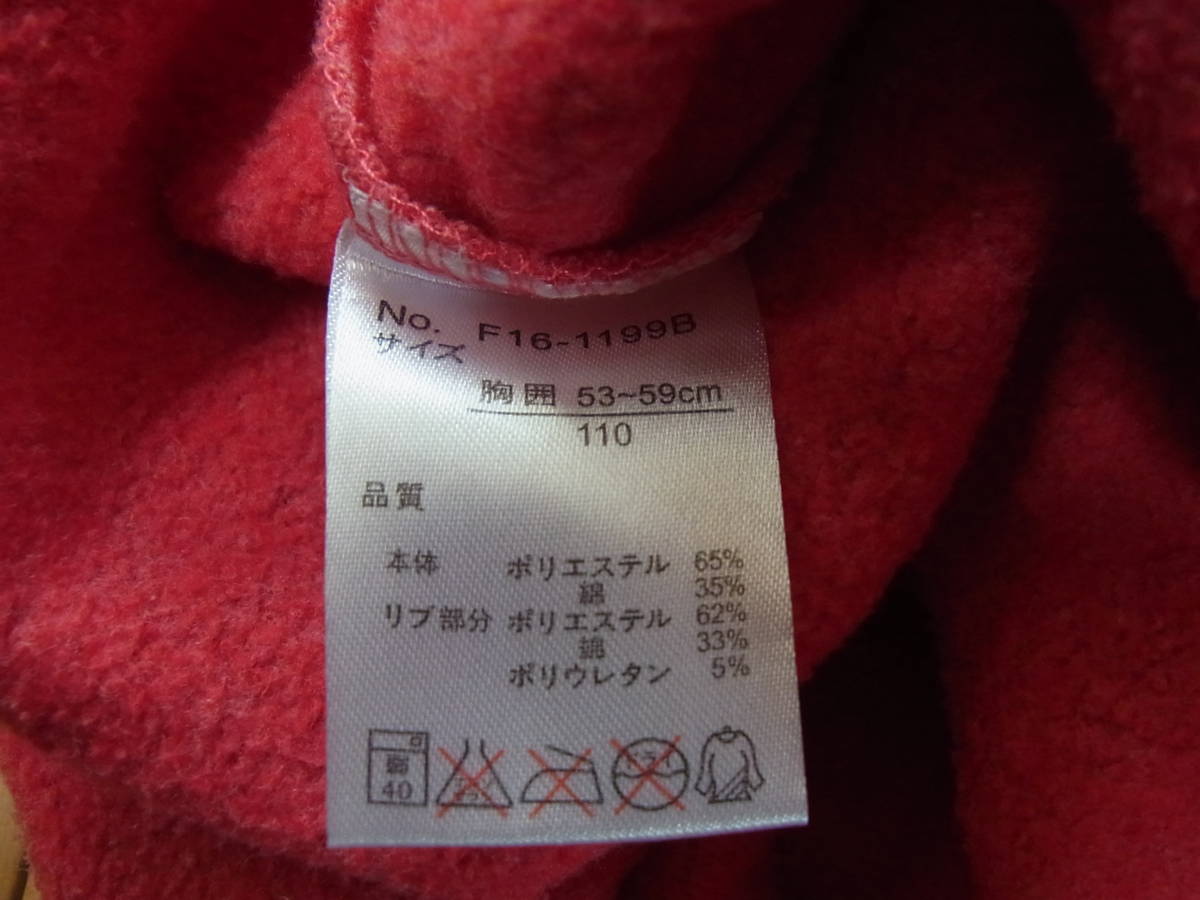 No. F16-1199B
サイズ
胸囲 53~59cm
110
品質
本体 ポリエステル 65%
綿 35%
リブ部分 ポリエステル 62%
綿 33%
ポリウレタン 5%
40